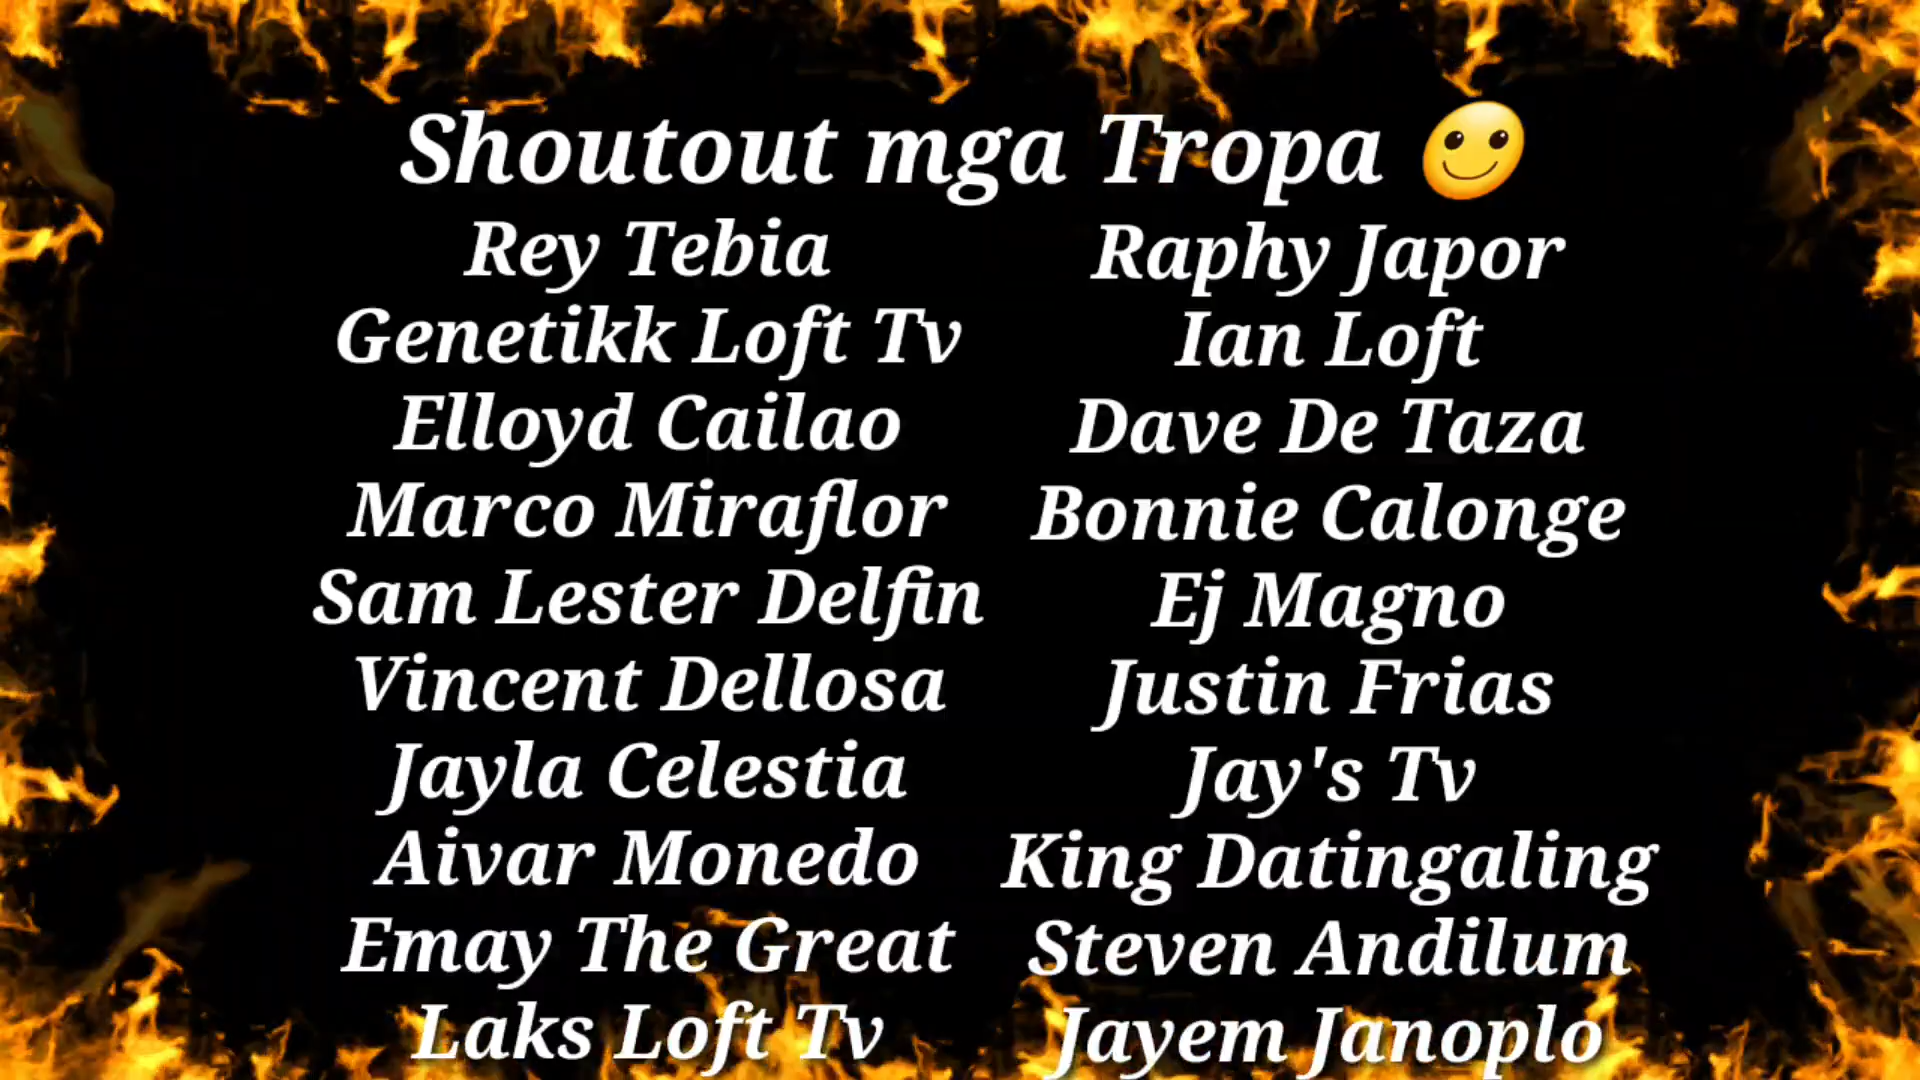 Shoutout mga Tropa 🙂
Rey Tebia
Genetikk Loft Tv
Elloyd Cailao
Marco Miraflor
Sam Lester Delfin
Vincent Dellosa
Jayla Celestia
Aivar Monedo
Emay The Great
Laks Loft Tv
Raphy Japor
Ian Loft
Dave De Taza
Bonnie Calonge
Ej Magno
Justin Frias
Jay's Tv
King Datingaling
Steven Andilum
Jayem Janoplo